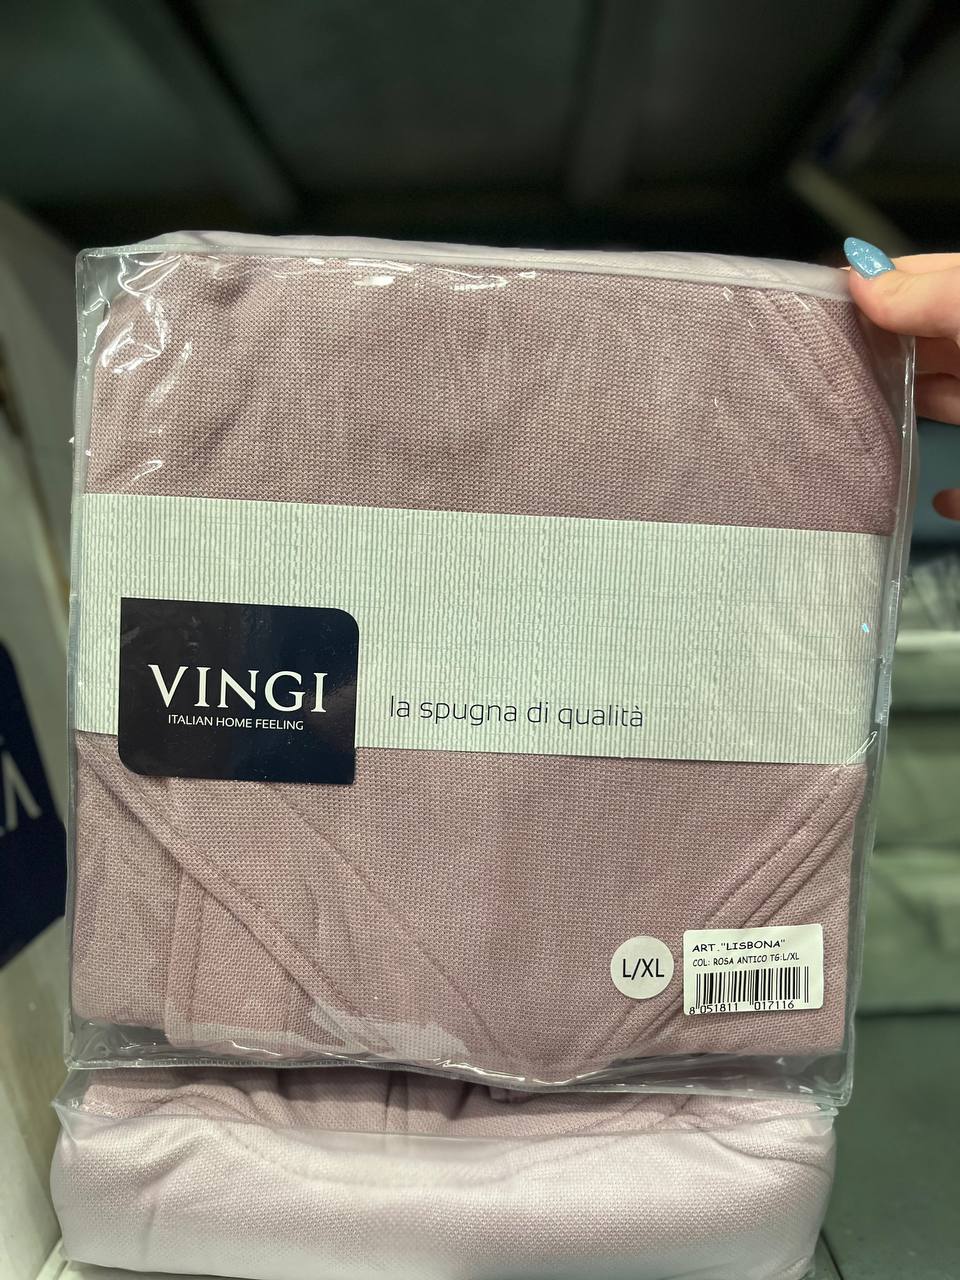 VINGI
ITALIAN HOME FEELING
la spugna di qualità
L/XL
ART."LISBONA"
COL: ROSA ANTICO TG:L/XL
8 051811 017116